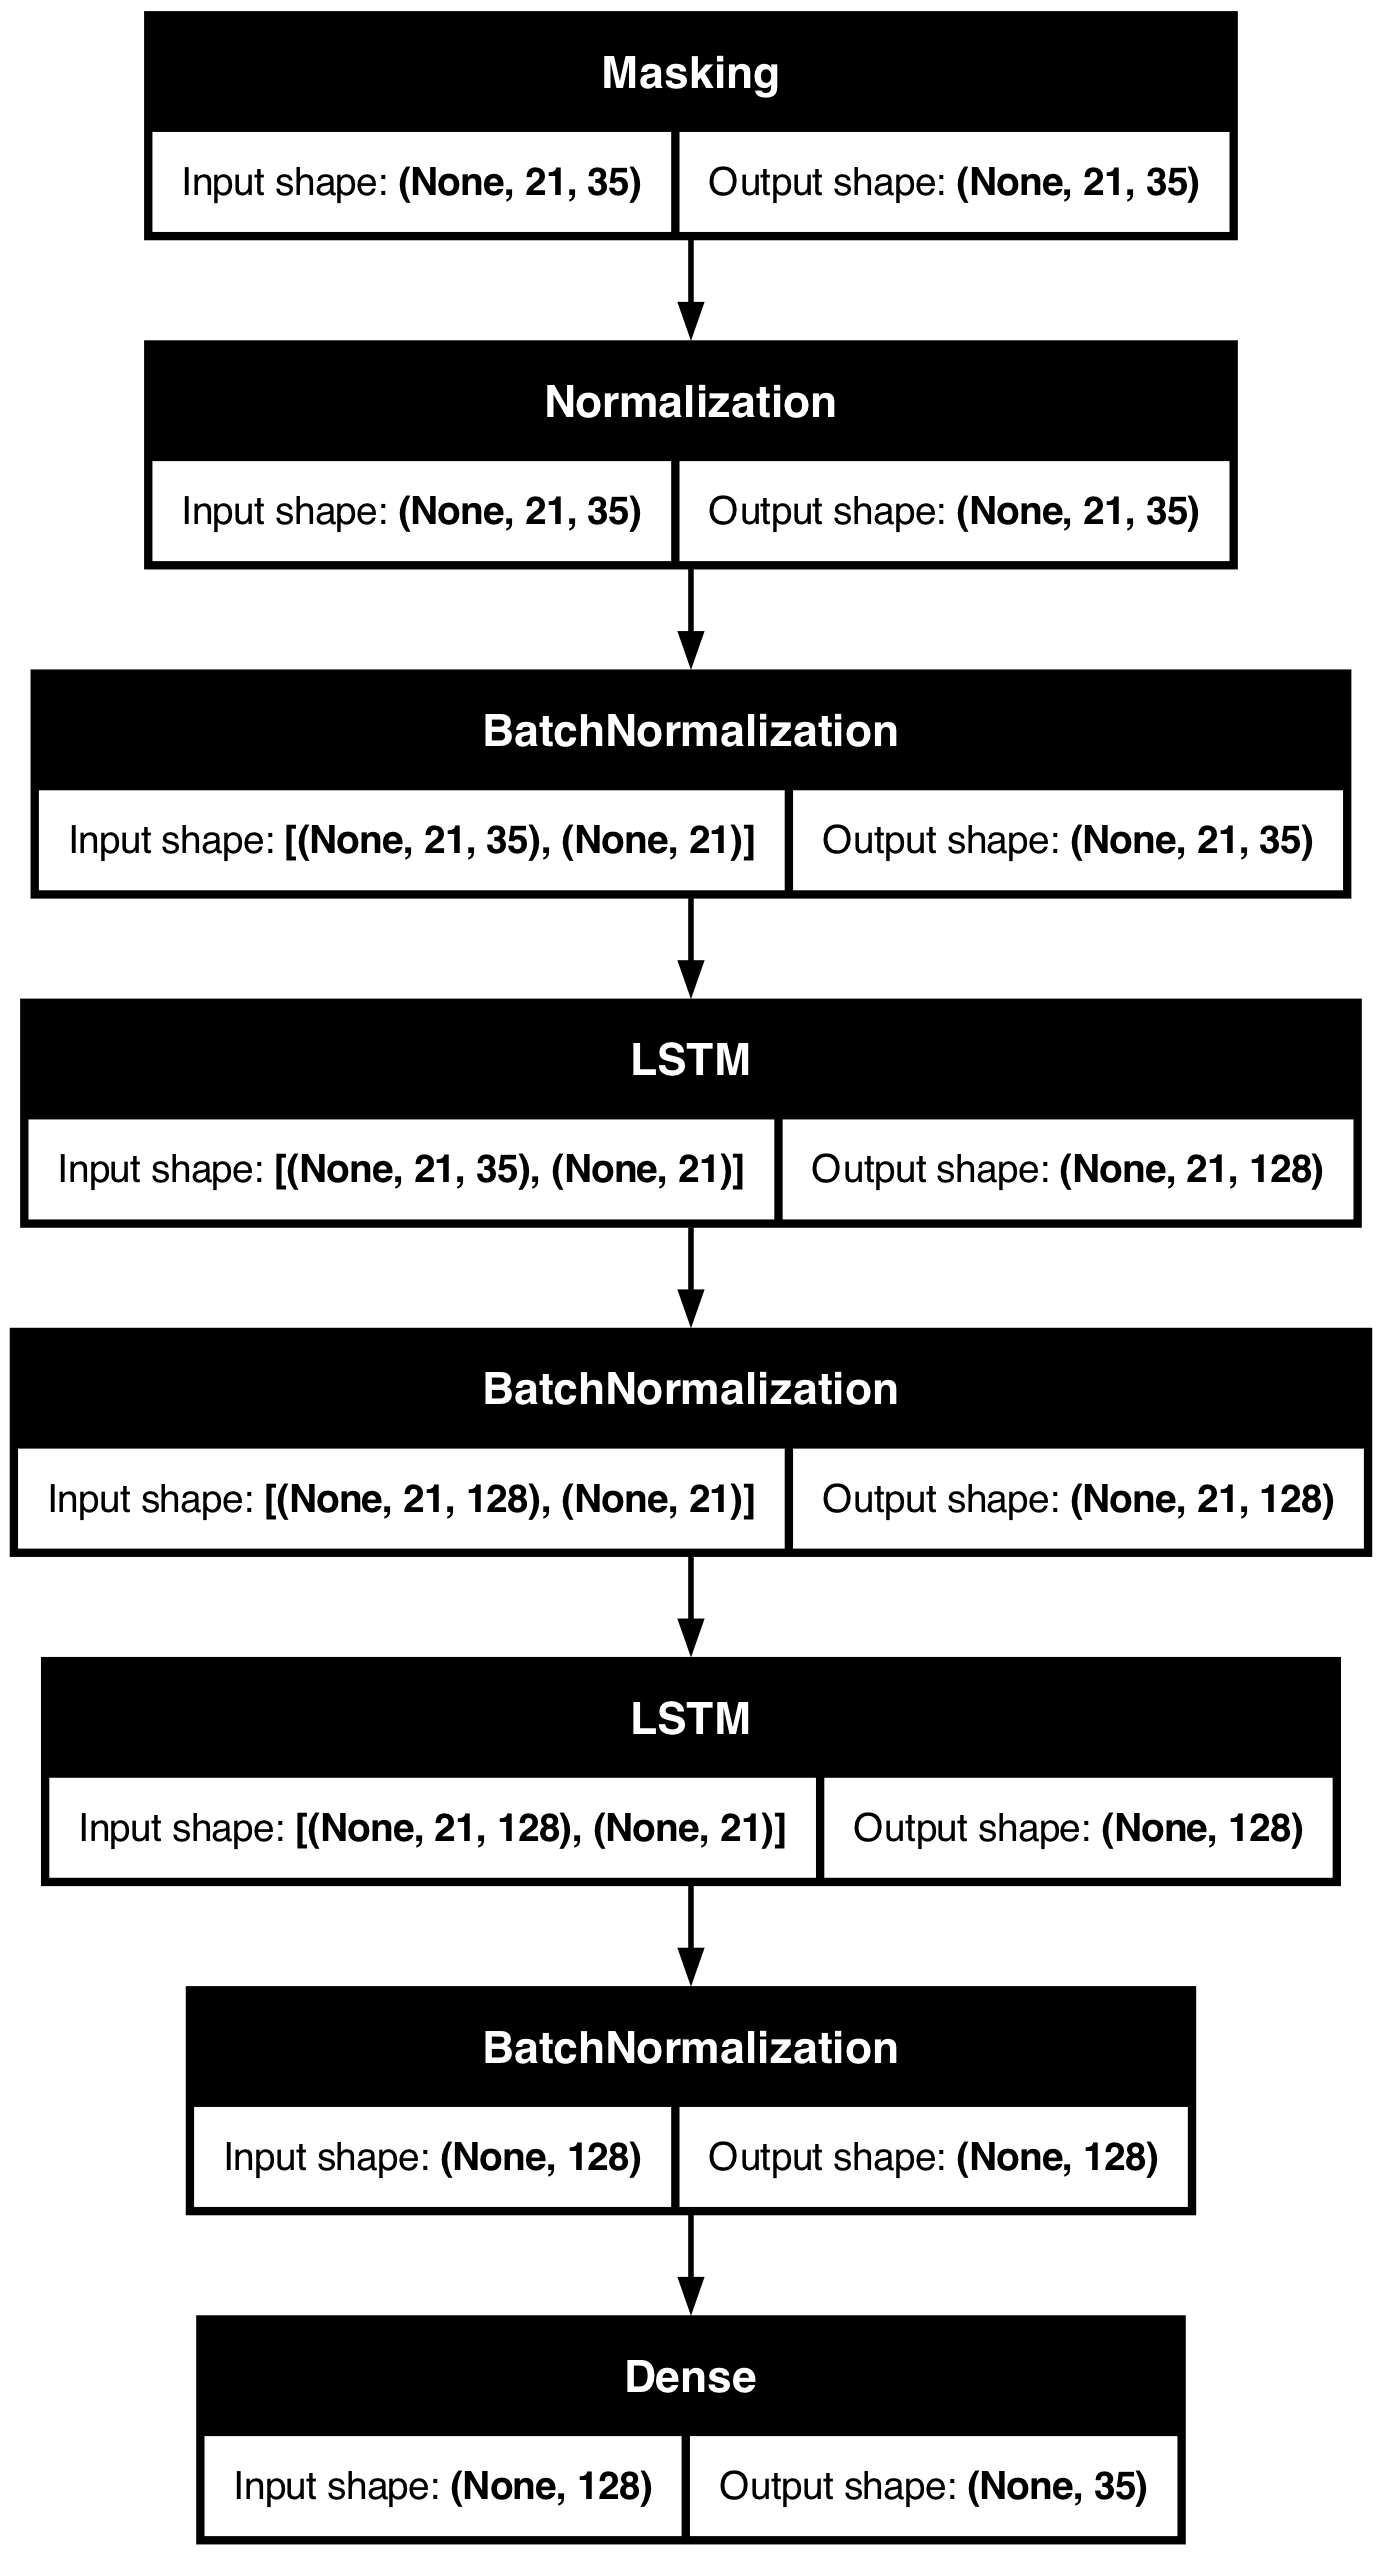 Masking
Input shape: (None, 21, 35) Output shape: (None, 21, 35)
Normalization
Input shape: (None, 21, 35) Output shape: (None, 21, 35)
BatchNormalization
Input shape: [(None, 21, 35), (None, 21)] Output shape: (None, 21, 35)
LSTM
Input shape: [(None, 21, 35), (None, 21)] Output shape: (None, 21, 128)
BatchNormalization
Input shape: [(None, 21, 128), (None, 21)] Output shape: (None, 21, 128)
LSTM
Input shape: [(None, 21, 128), (None, 21)] Output shape: (None, 128)
BatchNormalization
Input shape: (None, 128) Output shape: (None, 128)
Dense
Input shape: (None, 128) Output shape: (None, 35)